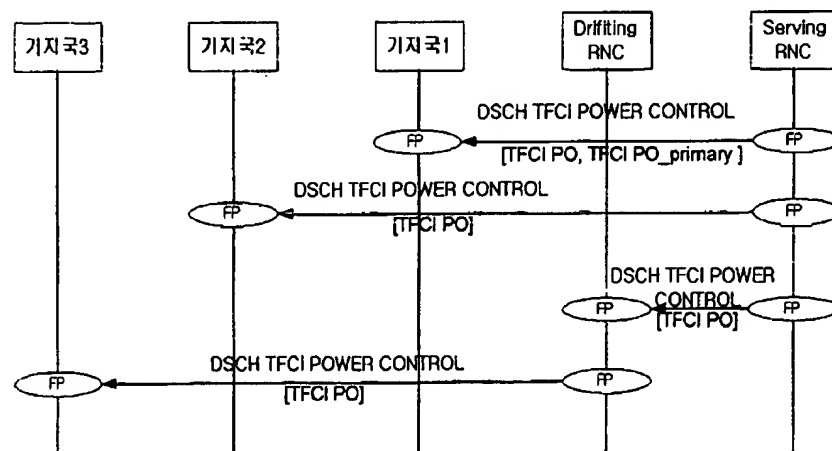 기지국3
기지국2
기지국1
Drifiting
RNC
Serving
RNC
DSCH TFCI POWER CONTROL
FP
FP
[TFCI PO, TFCI PO_primary ]
DSCH TFCI POWER CONTROL
FP
FP
[TFCI PO]
DSCH TFCI POWER
CONTROL
FP
FP
[TFCI PO]
DSCH TFCI POWER CONTROL
FP
FP
[TFCI PO]